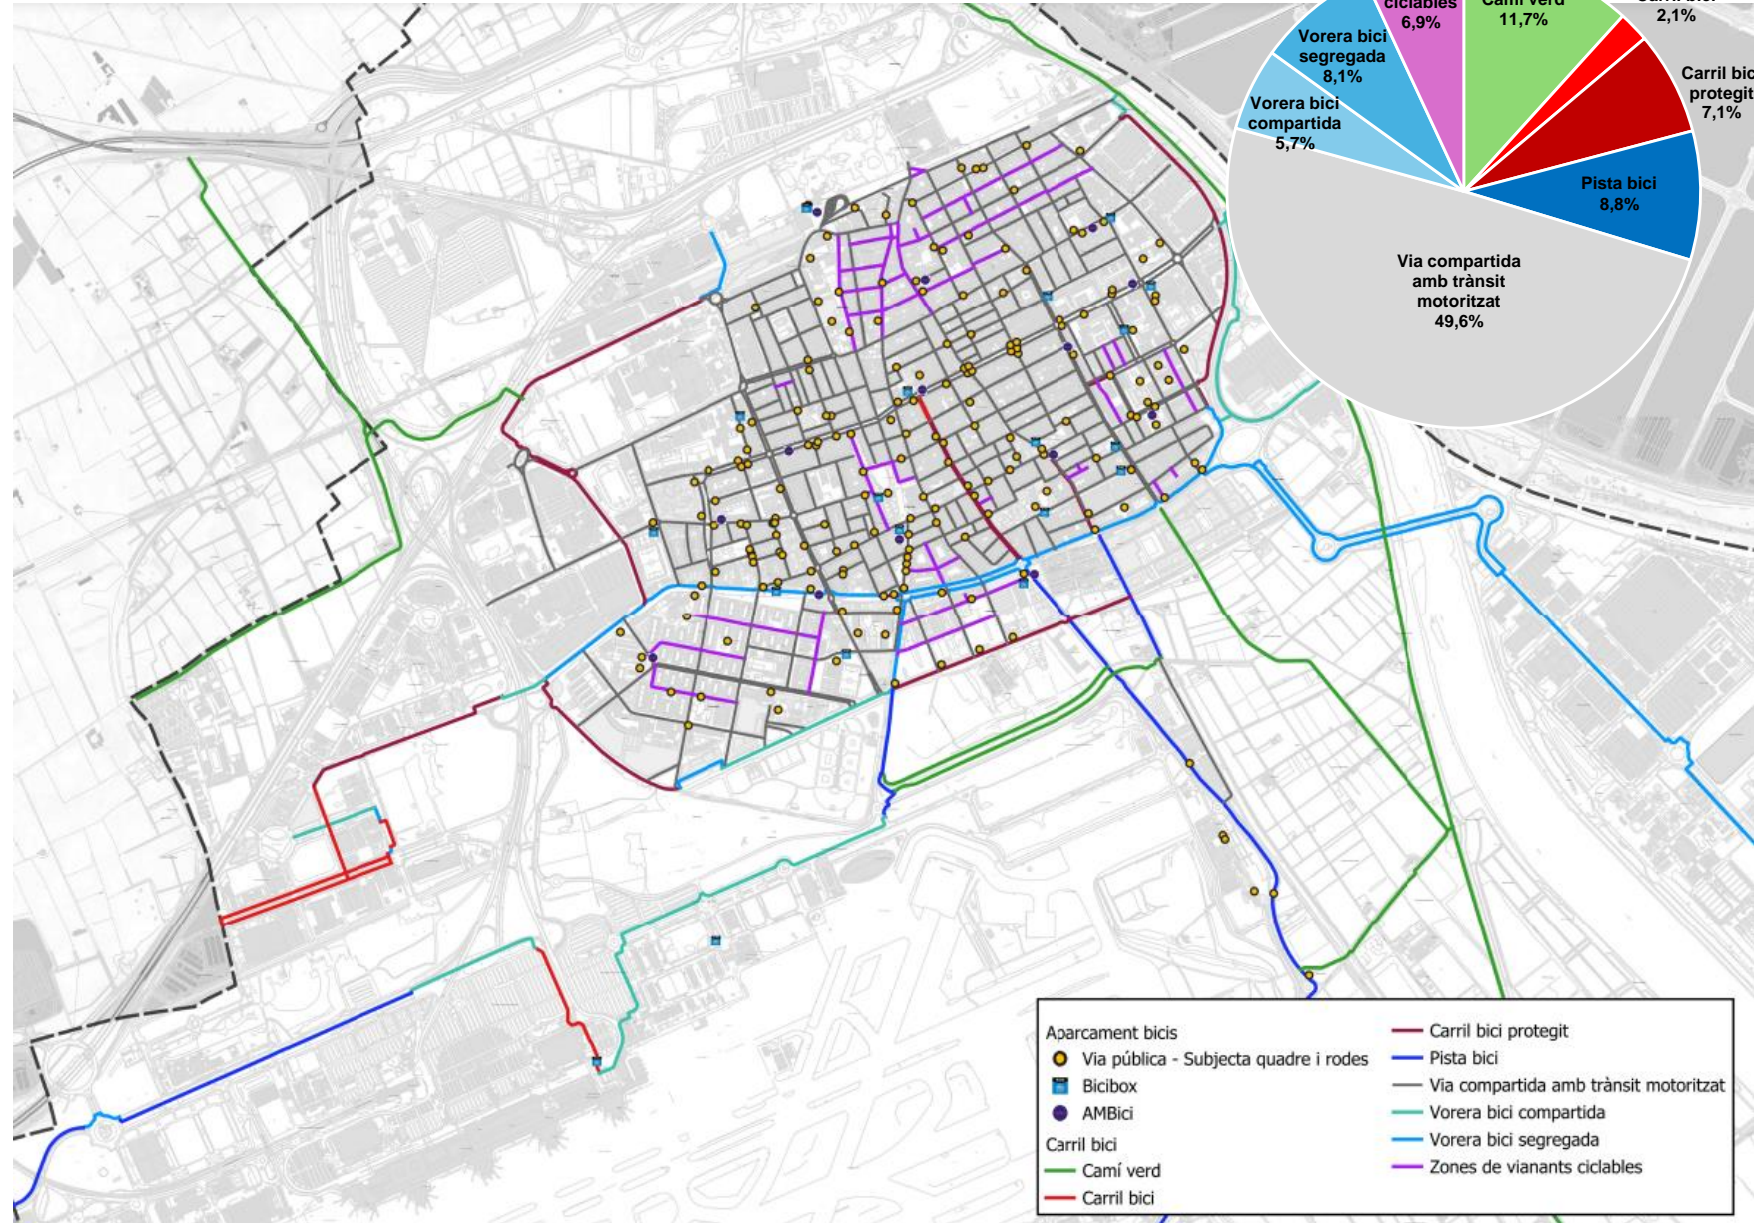 ciclables
6,9%
Camí verd
11,7%
Carril bici
2,1%
Vorera bici
segregada
8,1%
Carril bic
protegit
7,1%
Vorera bici
compartida
5,7%
Pista bici
8,8%
Via compartida
amb trànsit
motoritzat
49,6%
Aparcament bicis
Via pública - Subjecta quadre i rodes
Bicibox
AMBici
Carril bici
Camí verd
Carril bici
Carril bici protegit
Pista bici
Via compartida amb trànsit motoritzat
Vorera bici compartida
Vorera bici segregada
Zones de vianants ciclables